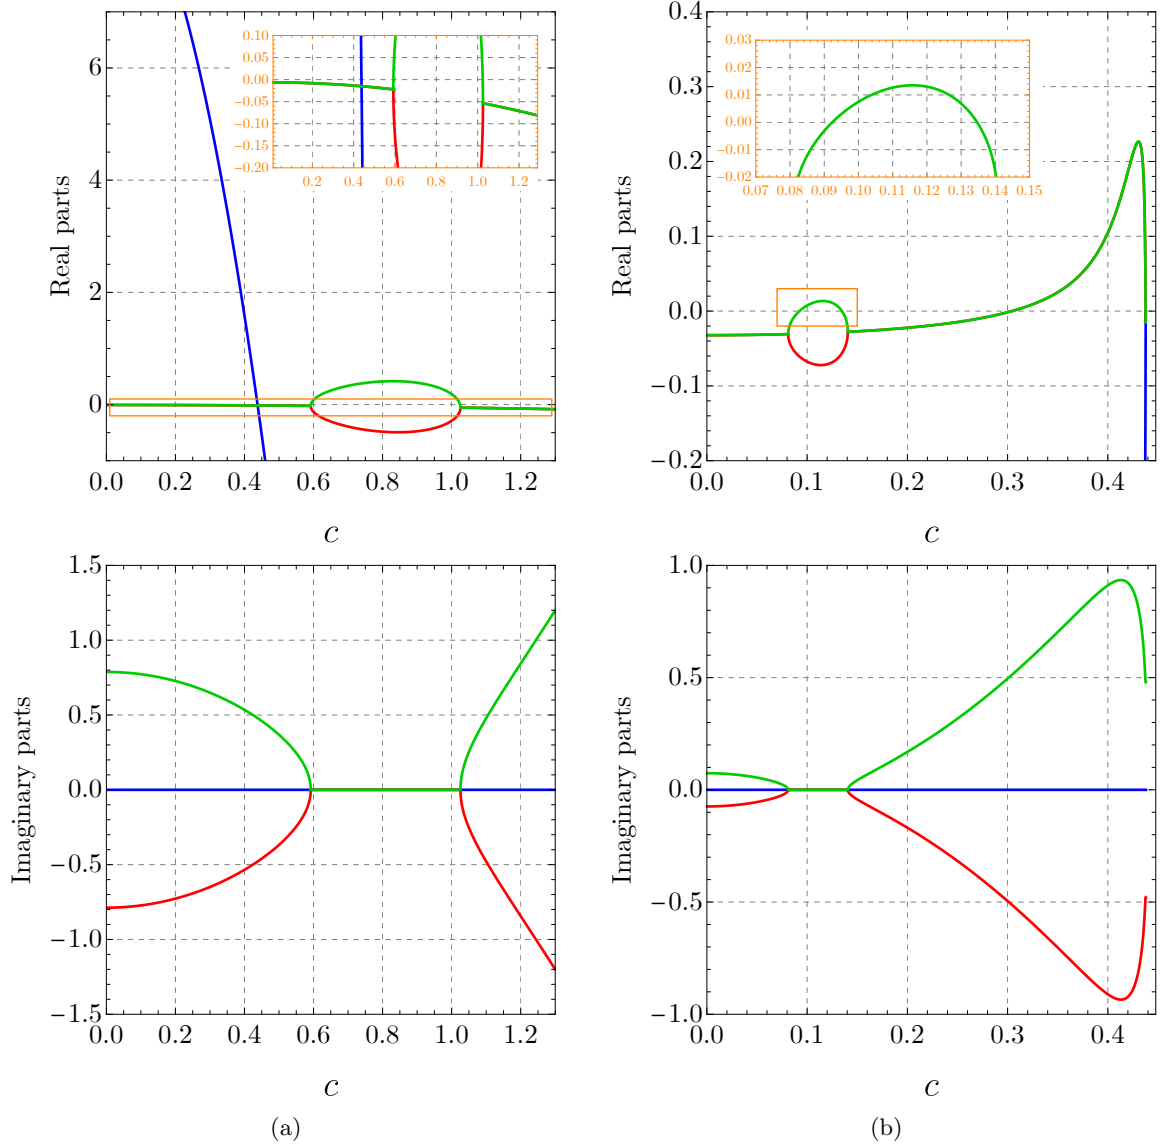 Real parts
6
4
2
0
0.0 0.2 0.4 0.6 0.8 1.0 1.2
c
0.10
0.05
0.00
−0.05
−0.10
−0.15
−0.20
0.2 0.4 0.6 0.8 1.0 1.2
Real parts
0.4
0.3
0.2
0.1
0.0
−0.1
−0.2
0.0 0.1 0.2 0.3 0.4
c
0.03
0.02
0.01
0.00
−0.01
−0.02
0.07 0.08 0.09 0.10 0.11 0.12 0.13 0.14 0.15
Imaginary parts
1.5
1.0
0.5
0.0
−0.5
−1.0
−1.5
0.0 0.2 0.4 0.6 0.8 1.0 1.2
c
(a)
Imaginary parts
1.0
0.5
0.0
−0.5
−1.0
0.0 0.1 0.2 0.3 0.4
c
(b)